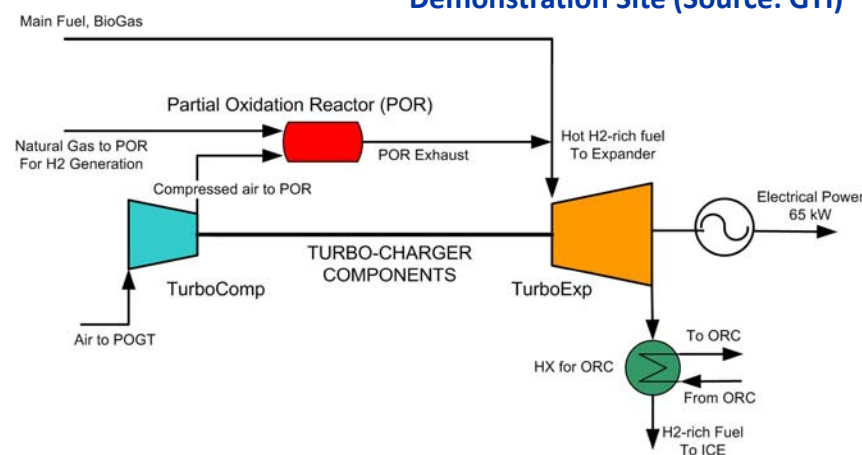 Demonstration Site (Source: GTI)
Main Fuel, BioGas
Partial Oxidation Reactor (POR)
Natural Gas to POR
For H2 Generation
POR Exhaust
Hot H2-rich fuel
To Expander
Compressed air to POR
Electrical Power
65 kW
TURBO-CHARGER
COMPONENTS
TurboComp
TurboExp
Air to POGT
To ORC
HX for ORC
From ORC
H2-rich Fuel
To ICE